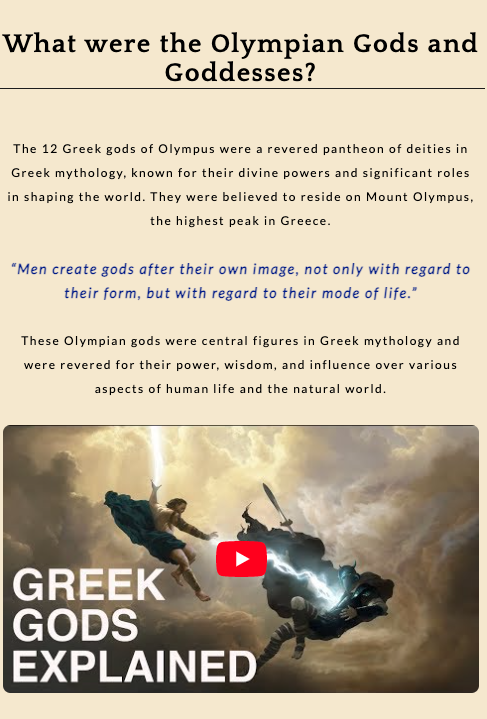 What were the Olympian Gods and
Goddesses?
The 12 Greek gods of Olympus were a revered pantheon of deities in
Greek mythology, known for their divine powers and significant roles
in shaping the world. They were believed to reside on Mount Olympus,
the highest peak in Greece.
“Men create gods after their own image, not only with regard to
their form, but with regard to their mode of life.”
These Olympian gods were central figures in Greek mythology and
were revered for their power, wisdom, and influence over various
aspects of human life and the natural world.
GREEK
GODS
EXPLAINED